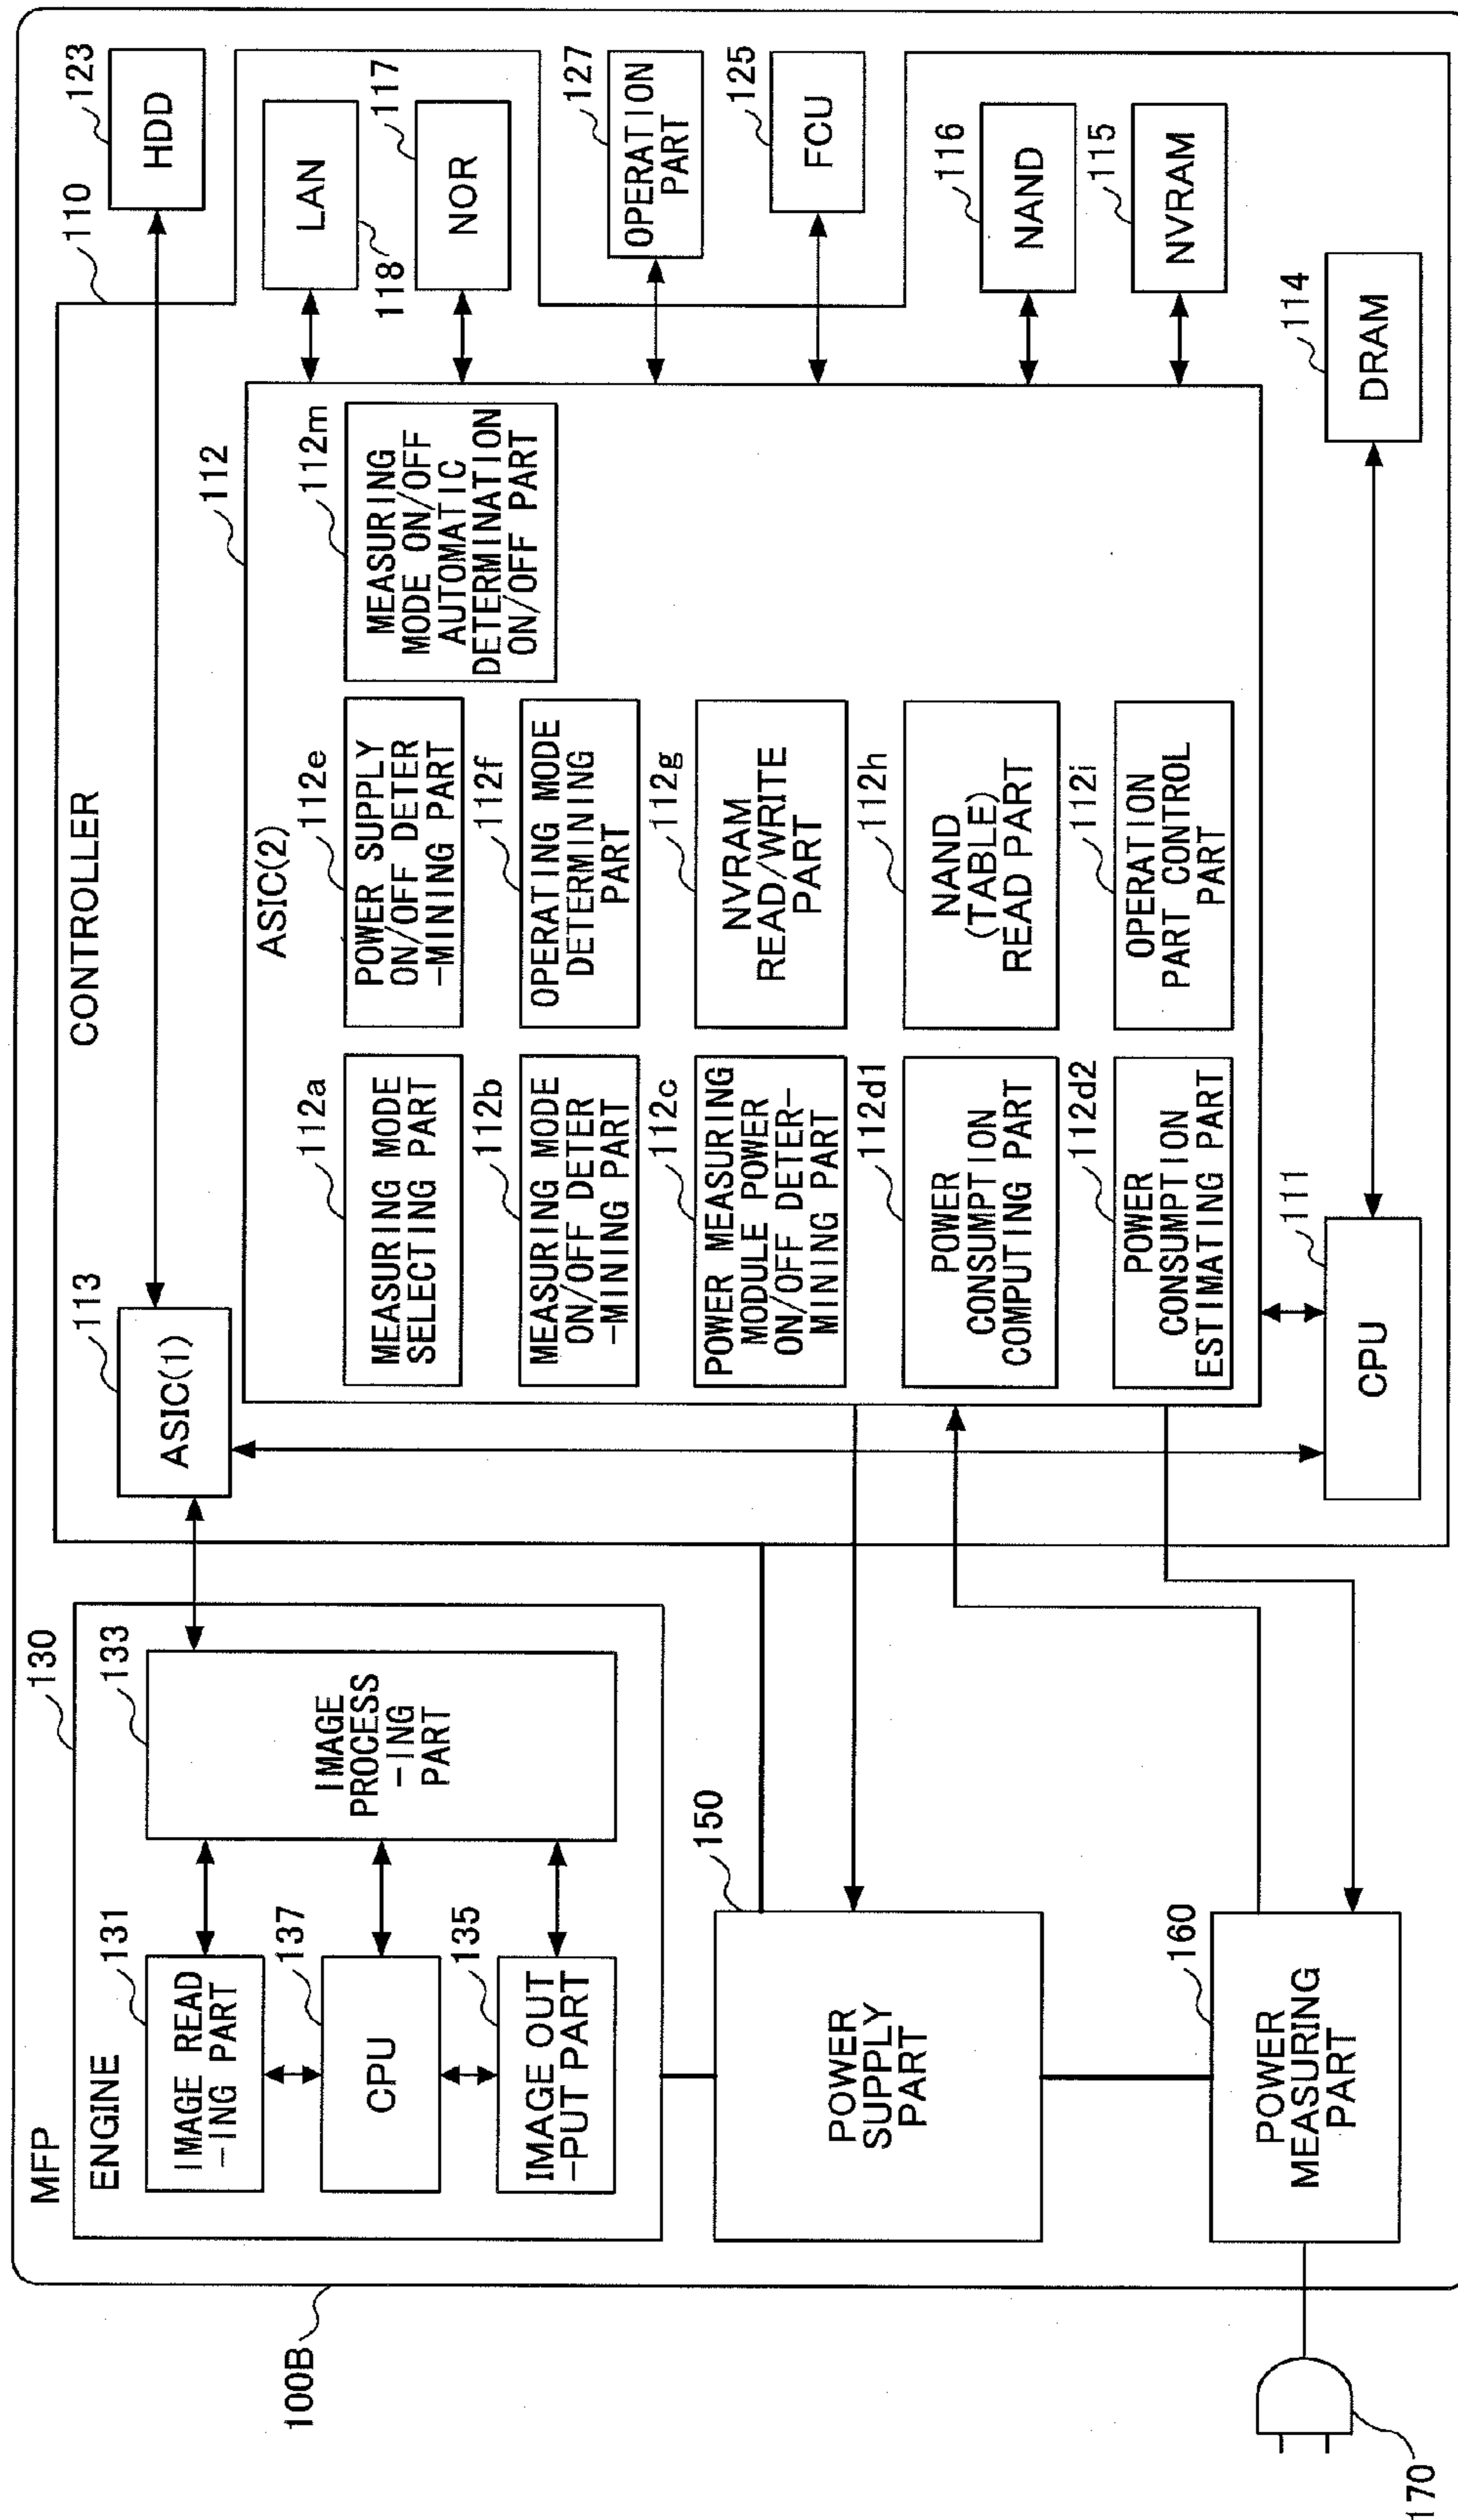 MFP
100B
170
ENGINE
130
131
IMAGE READ
-ING PART
137
CPU
135
IMAGE OUT
-PUT PART
133
IMAGE
PROCESS
-ING
PART
150
POWER
SUPPLY
PART
160
POWER
MEASURING
PART
CONTROLLER
110
113
ASIC(1)
123
HDD
112
ASIC(2)
112a
MEASURING MODE
SELECTING PART
112b
MEASURING MODE
ON/OFF DETER
-MINING PART
112c
POWER MEASURING
MODULE POWER
ON/OFF DETER-
MINING PART
112d1
POWER
CONSUMPTION
COMPUTING PART
112d2
POWER
CONSUMPTION
ESTIMATING PART
112e
POWER SUPPLY
ON/OFF DETER
-MINING PART
112f
OPERATING MODE
DETERMINING
PART
112g
NVRAM
READ/WRITE
PART
112h
NAND
(TABLE)
READ PART
112i
OPERATION
PART CONTROL
PART
112m
MEASURING
MODE ON/OFF
AUTOMATIC
DETERMINATION
ON/OFF PART
LAN
118
117
NOR
127
OPERATION
PART
125
FCU
116
NAND
115
NVRAM
114
DRAM
111
CPU